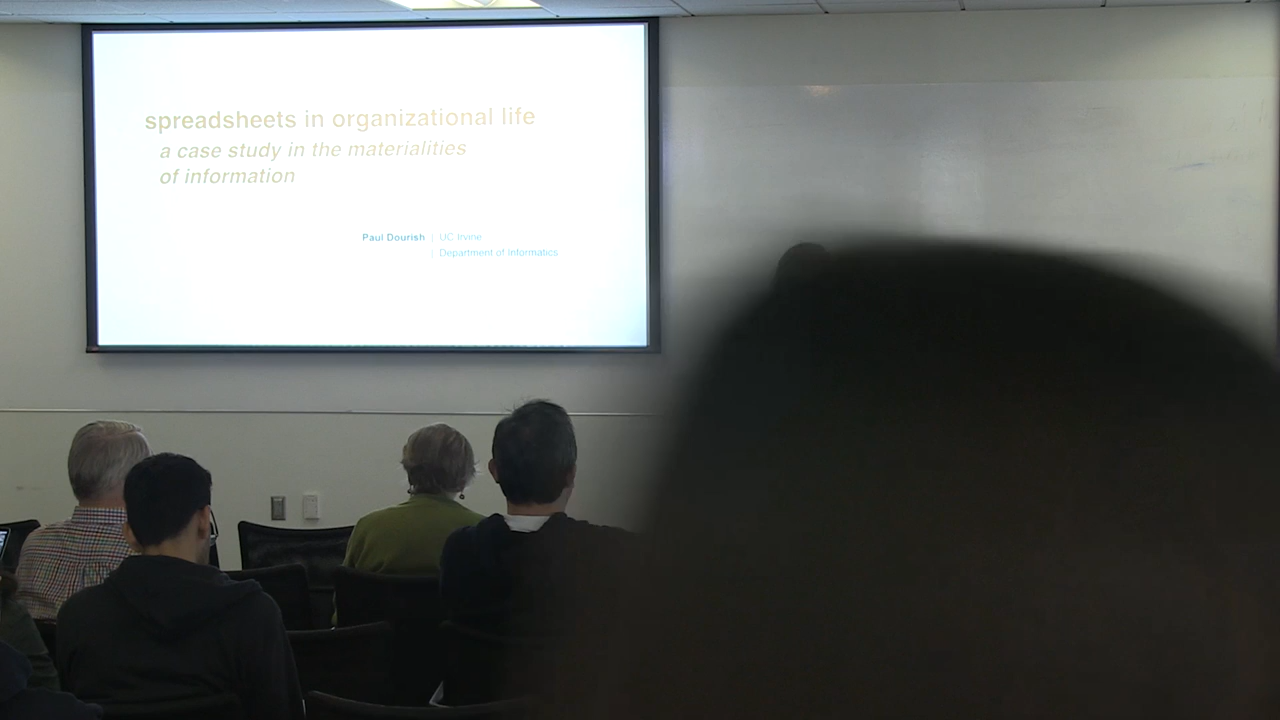 spreadsheets in organizational life
a case study in the materialities
of information
Paul Dourish | UC Irvine
| Department of Informatics